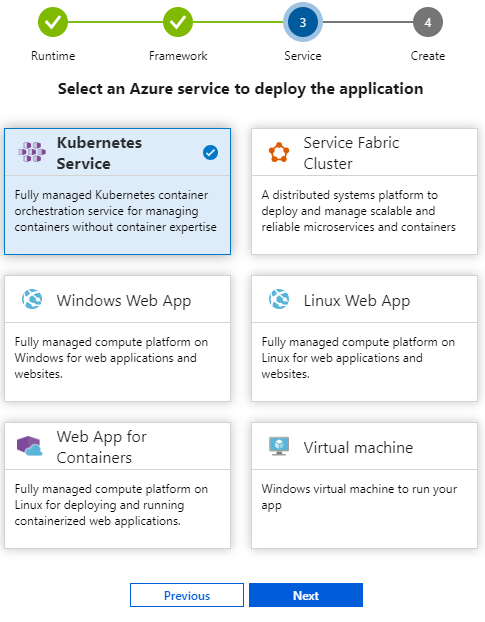 3
4
Runtime
Framework
Service
Create
Select an Azure service to deploy the application
Kubernetes
Service
Fully managed Kubernetes container
orchestration service for managing
containers without container expertise
Service Fabric
Cluster
A distributed systems platform to
deploy and manage scalable and
reliable microservices and containers
Windows Web App
Fully managed compute platform on
Windows for web applications and
websites.
Linux Web App
Fully managed compute platform on
Linux for web applications and
websites.
Web App for
Containers
Fully managed compute platform on
Linux for deploying and running
containerized web applications.
Virtual machine
Windows virtual machine to run your
app
Previous
Next